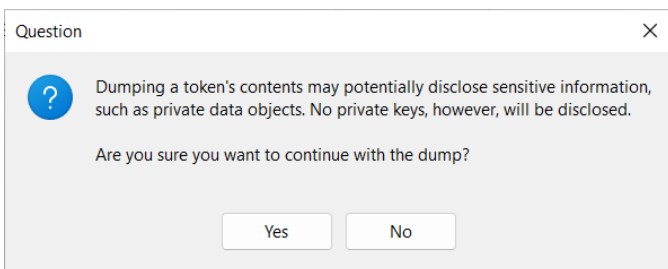 Question
Dumping a token's contents may potentially disclose sensitive information,
such as private data objects. No private keys, however, will be disclosed.
Are you sure you want to continue with the dump?
Yes
No